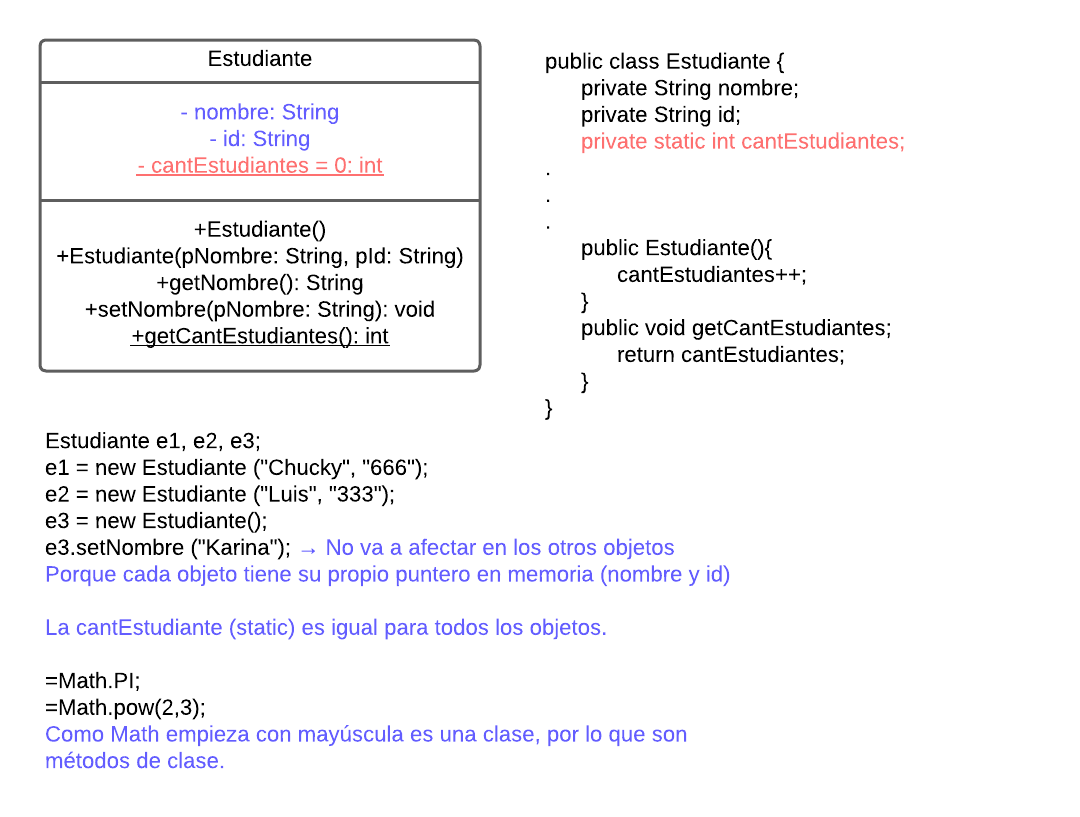 Estudiante
- nombre: String
- id: String
- cantEstudiantes = 0: int
+Estudiante()
+Estudiante(pNombre: String, pId: String)
+getNombre(): String
+setNombre(pNombre: String): void
+getCantEstudiantes(): int
public class Estudiante {
private String nombre;
private String id;
private static int cantEstudiantes;
.
.
.
public Estudiante(){
cantEstudiantes++;
}
public void getCantEstudiantes;
return cantEstudiantes;
}
}
Estudiante e1, e2, e3;
e1 = new Estudiante ("Chucky", "666");
e2 = new Estudiante ("Luis", "333");
e3 = new Estudiante();
e3.setNombre ("Karina"); → No va a afectar en los otros objetos
Porque cada objeto tiene su propio puntero en memoria (nombre y id)
La cantEstudiante (static) es igual para todos los objetos.
=Math.PI;
=Math.pow(2,3);
Como Math empieza con mayúscula es una clase, por lo que son
métodos de clase.